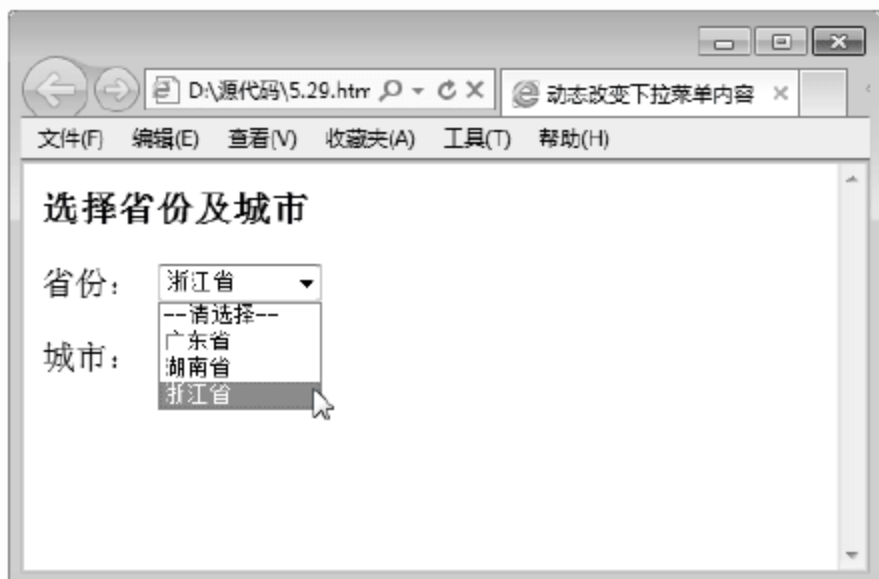 D:\源代码\5.29.htm
动态改变下拉菜单内容
文件(F) 编辑(E) 查看(V) 收藏夹(A) 工具(T) 帮助(H)
选择省份及城市
省份： 浙江省
--请选择--
广东省
湖南省
浙江省
城市：